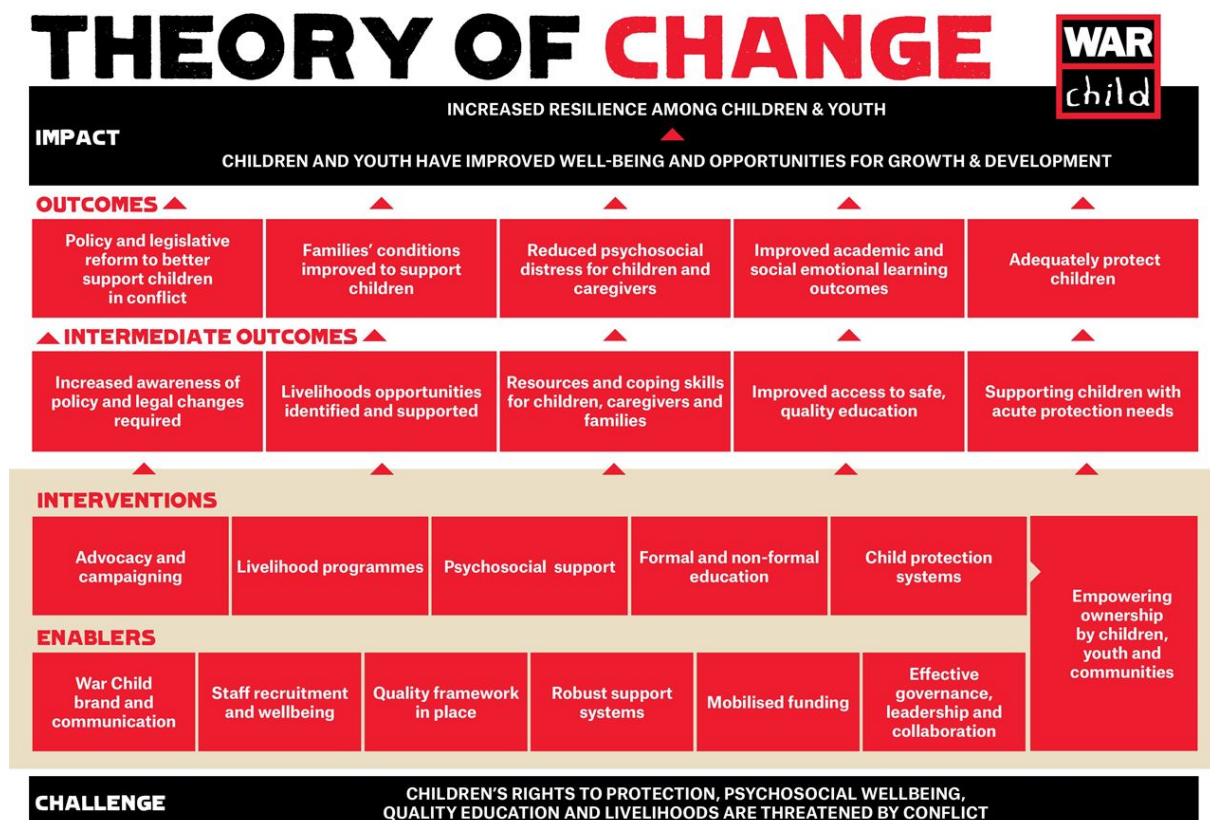 THEORY OF CHANGE
WAR
child
IMPACT
INCREASED RESILIENCE AMONG CHILDREN & YOUTH
CHILDREN AND YOUTH HAVE IMPROVED WELL-BEING AND OPPORTUNITIES FOR GROWTH & DEVELOPMENT
OUTCOMES
Policy and legislative
reform to better
support children
in conflict
Families’ conditions
improved to support
children
Reduced psychosocial
distress for children and
caregivers
Improved academic and
social emotional learning
outcomes
Adequately protect
children
INTERMEDIATE OUTCOMES
Increased awareness of
policy and legal changes
required
Livelihoods opportunities
identified and supported
Resources and coping skills
for children, caregivers and
families
Improved access to safe,
quality education
Supporting children with
acute protection needs
INTERVENTIONS
Advocacy and
campaigning
Livelihood programmes
Psychosocial support
Formal and non-formal
education
Child protection
systems
Empowering
ownership
by children,
youth and
communities
ENABLERS
War Child
brand and
communication
Staff recruitment
and wellbeing
Quality framework
in place
Robust support
systems
Mobilised funding
Effective
governance,
leadership and
collaboration
CHALLENGE
CHILDREN’S RIGHTS TO PROTECTION, PSYCHOSOCIAL WELLBEING,
QUALITY EDUCATION AND LIVELIHOODS ARE THREATENED BY CONFLICT